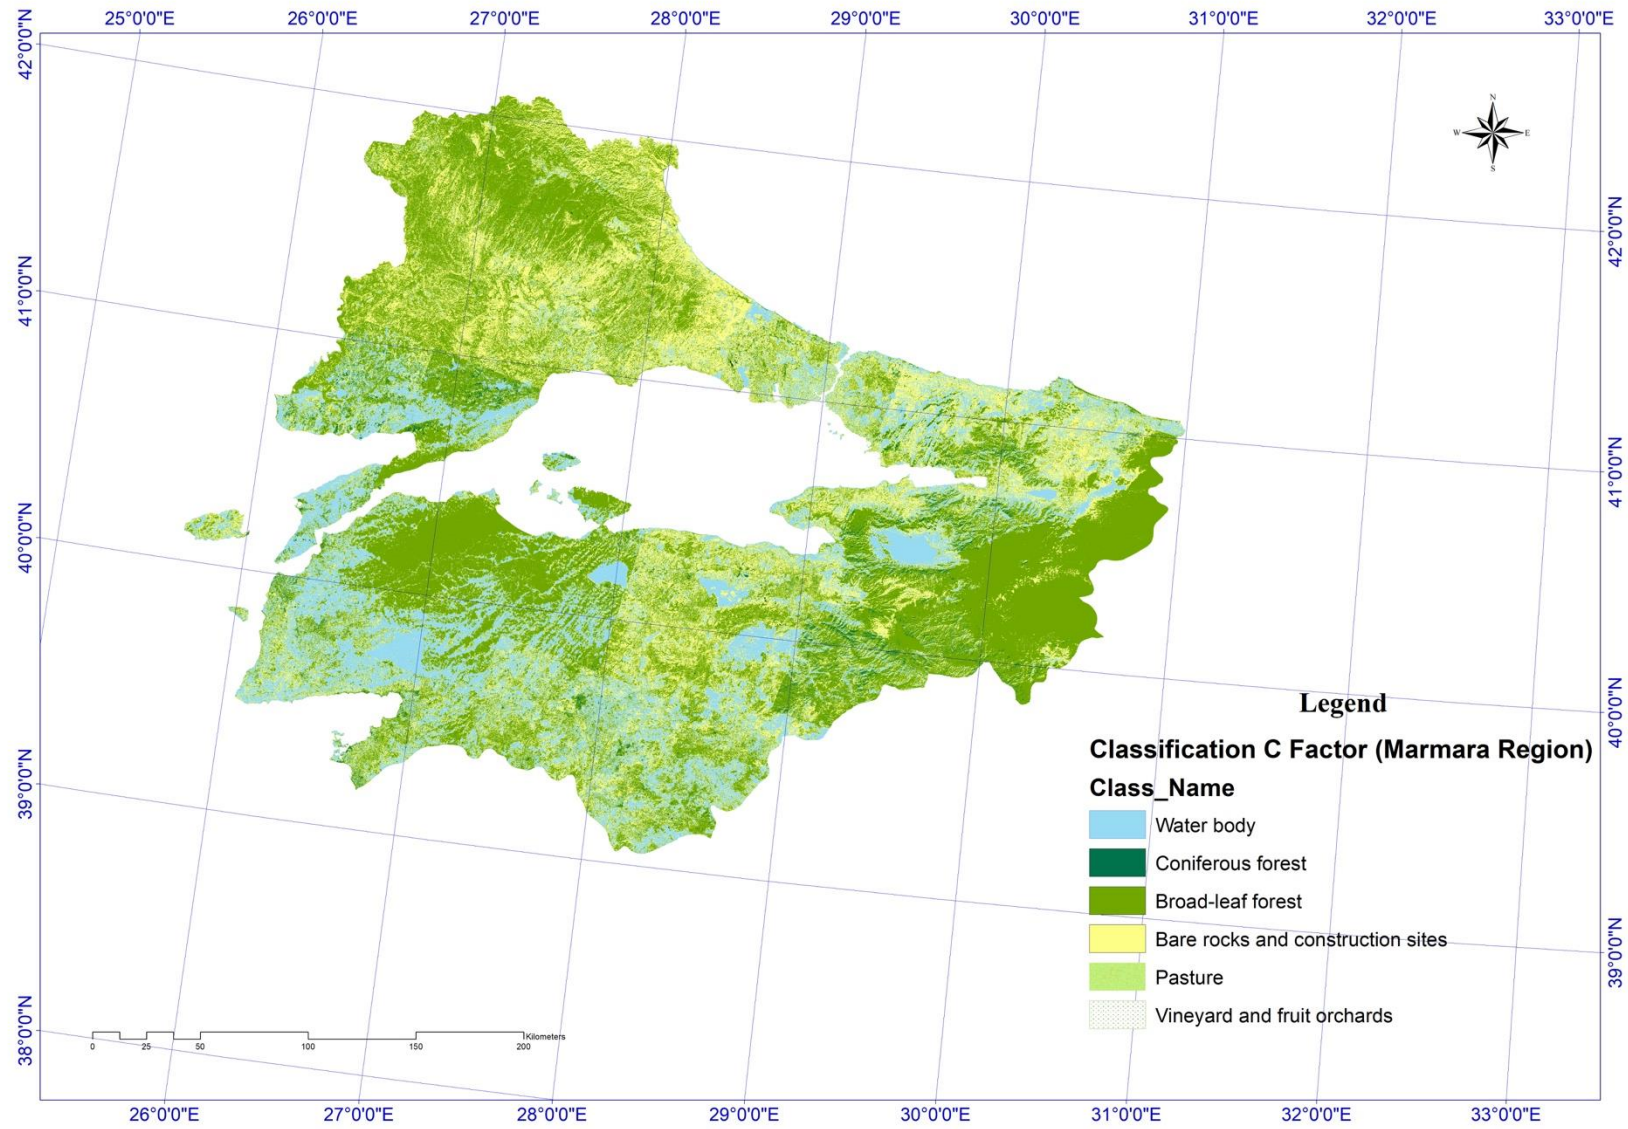 25°0'0"E 26°0'0"E 27°0'0"E 28°0'0"E 29°0'0"E 30°0'0"E 31°0'0"E 32°0'0"E 33°0'0"E
42°0'0"N
41°0'0"N
40°0'0"N
39°0'0"N
38°0'0"N
N
W E
S
42°0'0"N
41°0'0"N
40°0'0"N
39°0'0"N
Legend
Classification C Factor (Marmara Region)
Class_Name
Water body
Coniferous forest
Broad-leaf forest
Bare rocks and construction sites
Pasture
Vineyard and fruit orchards
Kilometers
0 25 50 100 150 200
26°0'0"E 27°0'0"E 28°0'0"E 29°0'0"E 30°0'0"E 31°0'0"E 32°0'0"E 33°0'0"E